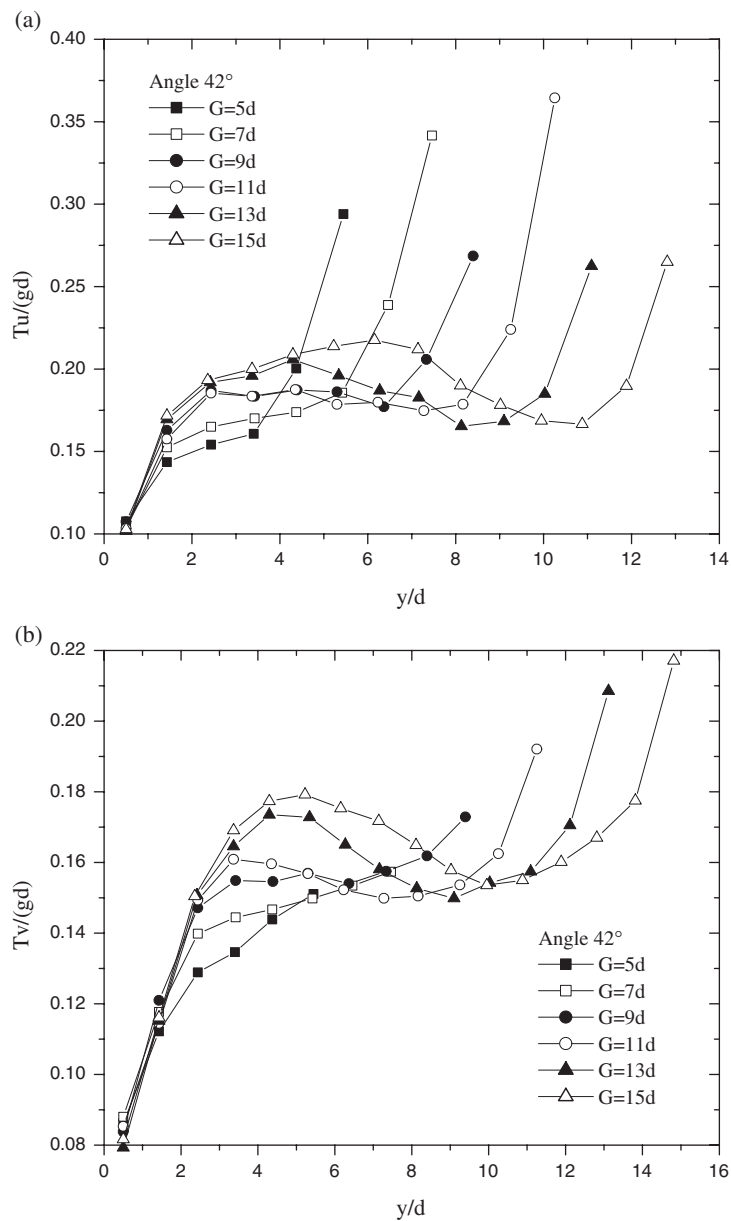 (a)
0.40
0.35
0.30
0.25
0.20
0.15
0.10
Tu/(gd)
Angle 42°
G=5d
G=7d
G=9d
G=11d
G=13d
G=15d
0 2 4 6 8 10 12 14
y/d
(b)
0.22
0.20
0.18
0.16
0.14
0.12
0.10
0.08
Tv/(gd)
Angle 42°
G=5d
G=7d
G=9d
G=11d
G=13d
G=15d
0 2 4 6 8 10 12 14 16
y/d